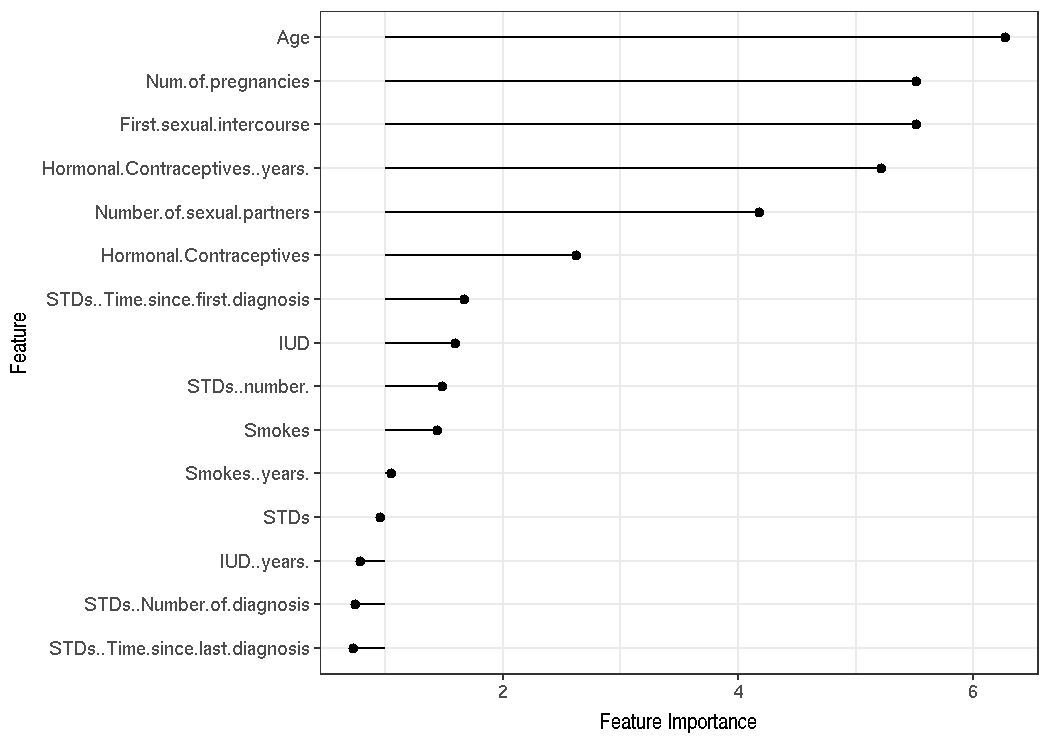 Age
Num.of.pregnancies
First.sexual.intercourse
Hormonal.Contraceptives..years.
Number.of.sexual.partners
Hormonal.Contraceptives
STDs..Time.since.first.diagnosis
IUD
STDs..number.
Smokes
Smokes..years.
STDs
IUD..years.
STDs..Number.of.diagnosis
STDs..Time.since.last.diagnosis
Feature
2 4 6
Feature Importance